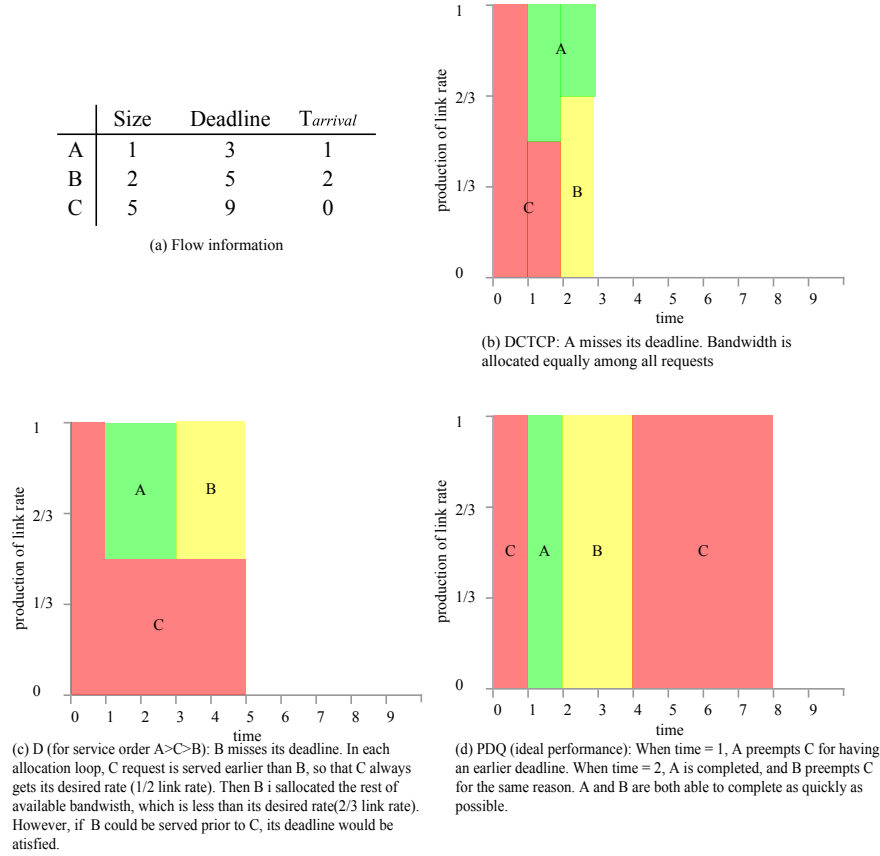 Size Deadline Tarrival
A 1 3 1
B 2 5 2
C 5 9 0
(a) Flow information
production of link rate
1
2/3
1/3
0
A
B
C
0 1 2 3 4 5 6 7 8 9
time
(b) DCTCP: A misses its deadline. Bandwidth is
allocated equally among all requests
production of link rate
1
2/3
1/3
0
A
B
C
0 1 2 3 4 5 6 7 8 9
time
(c) D (for service order A>C>B): B misses its deadline. In each
allocation loop, C request is served earlier than B, so that C always
gets its desired rate (1/2 link rate). Then B i sallocated the rest of
available bandwisth, which is less than its desired rate(2/3 link rate).
However, if B could be served prior to C, its deadline would be
atisfied.
production of link rate
1
2/3
1/3
0
C A B C
0 1 2 3 4 5 6 7 8 9
time
(d) PDQ (ideal performance): When time = 1, A preempts C for having
an earlier deadline. When time = 2, A is completed, and B preempts C
for the same reason. A and B are both able to complete as quickly as
possible.